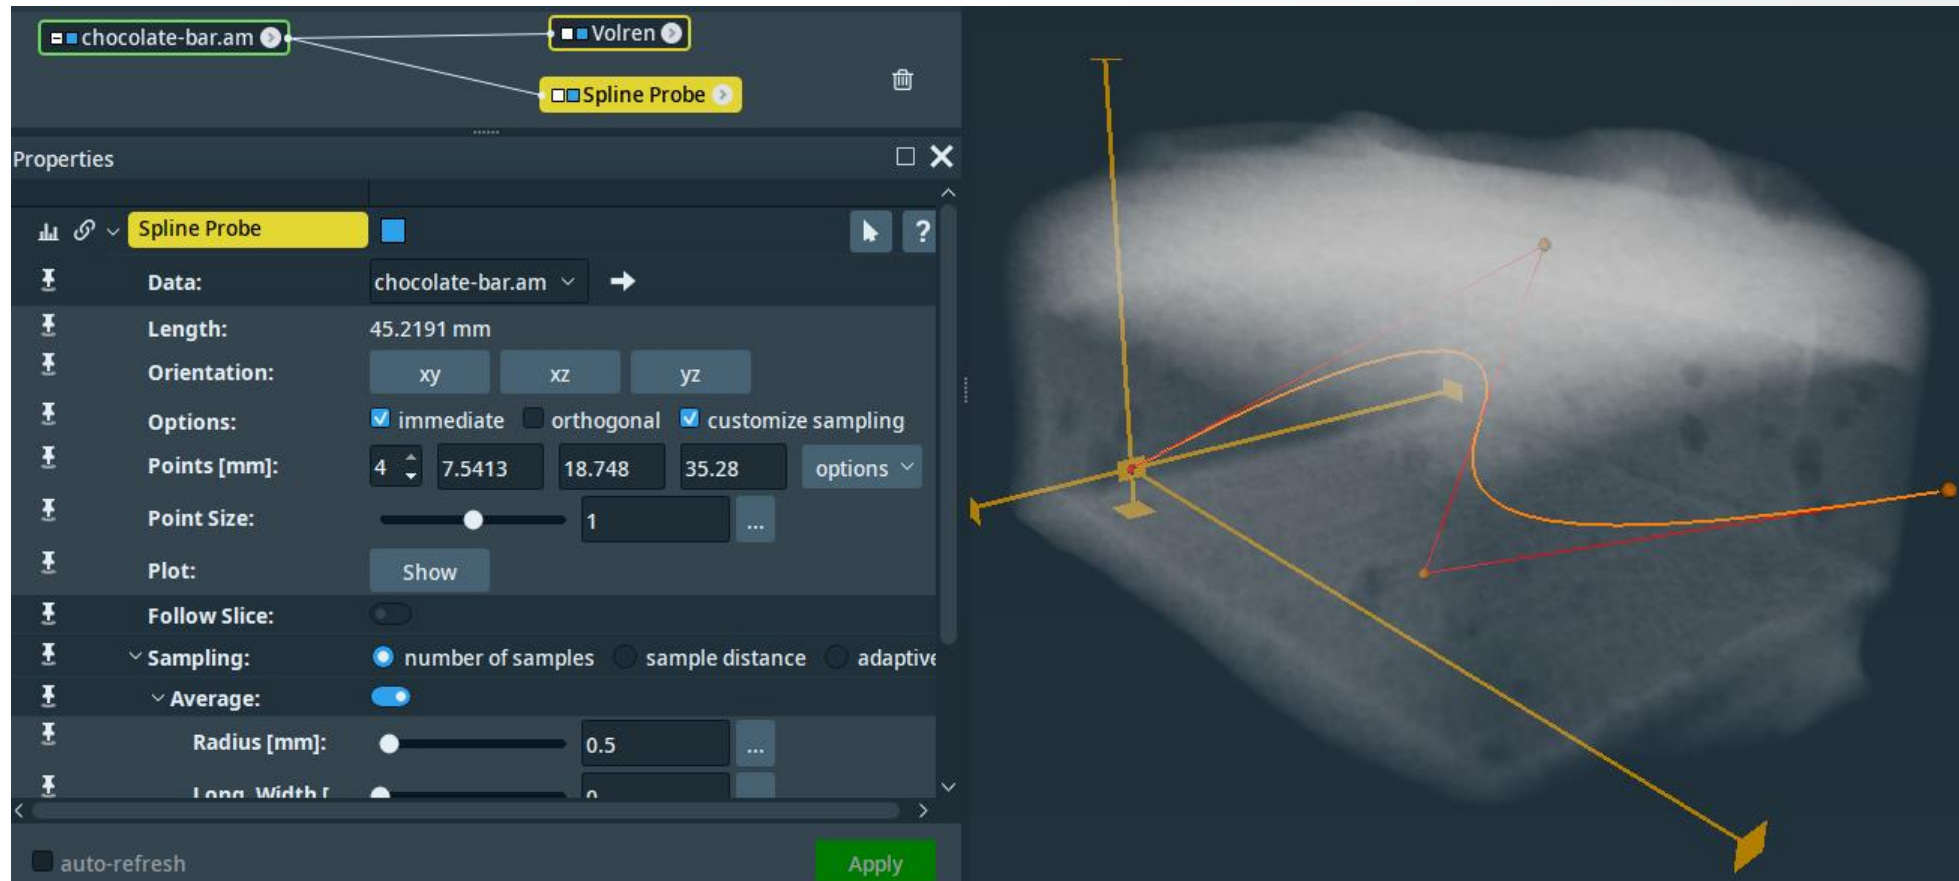 chocolate-bar.am
Volren
Spline Probe
Properties
Spline Probe
?
Data: chocolate-bar.am
Length: 45.2191 mm
Orientation: xy xz yz
Options: immediate orthogonal customize sampling
Points [mm]: 4 7.5413 18.748 35.28 options
Point Size: 1 ...
Plot: Show
Follow Slice:
Sampling: number of samples sample distance adaptive
Average:
Radius [mm]: 0.5 ...
Long. Width [ 0
auto-refresh Apply